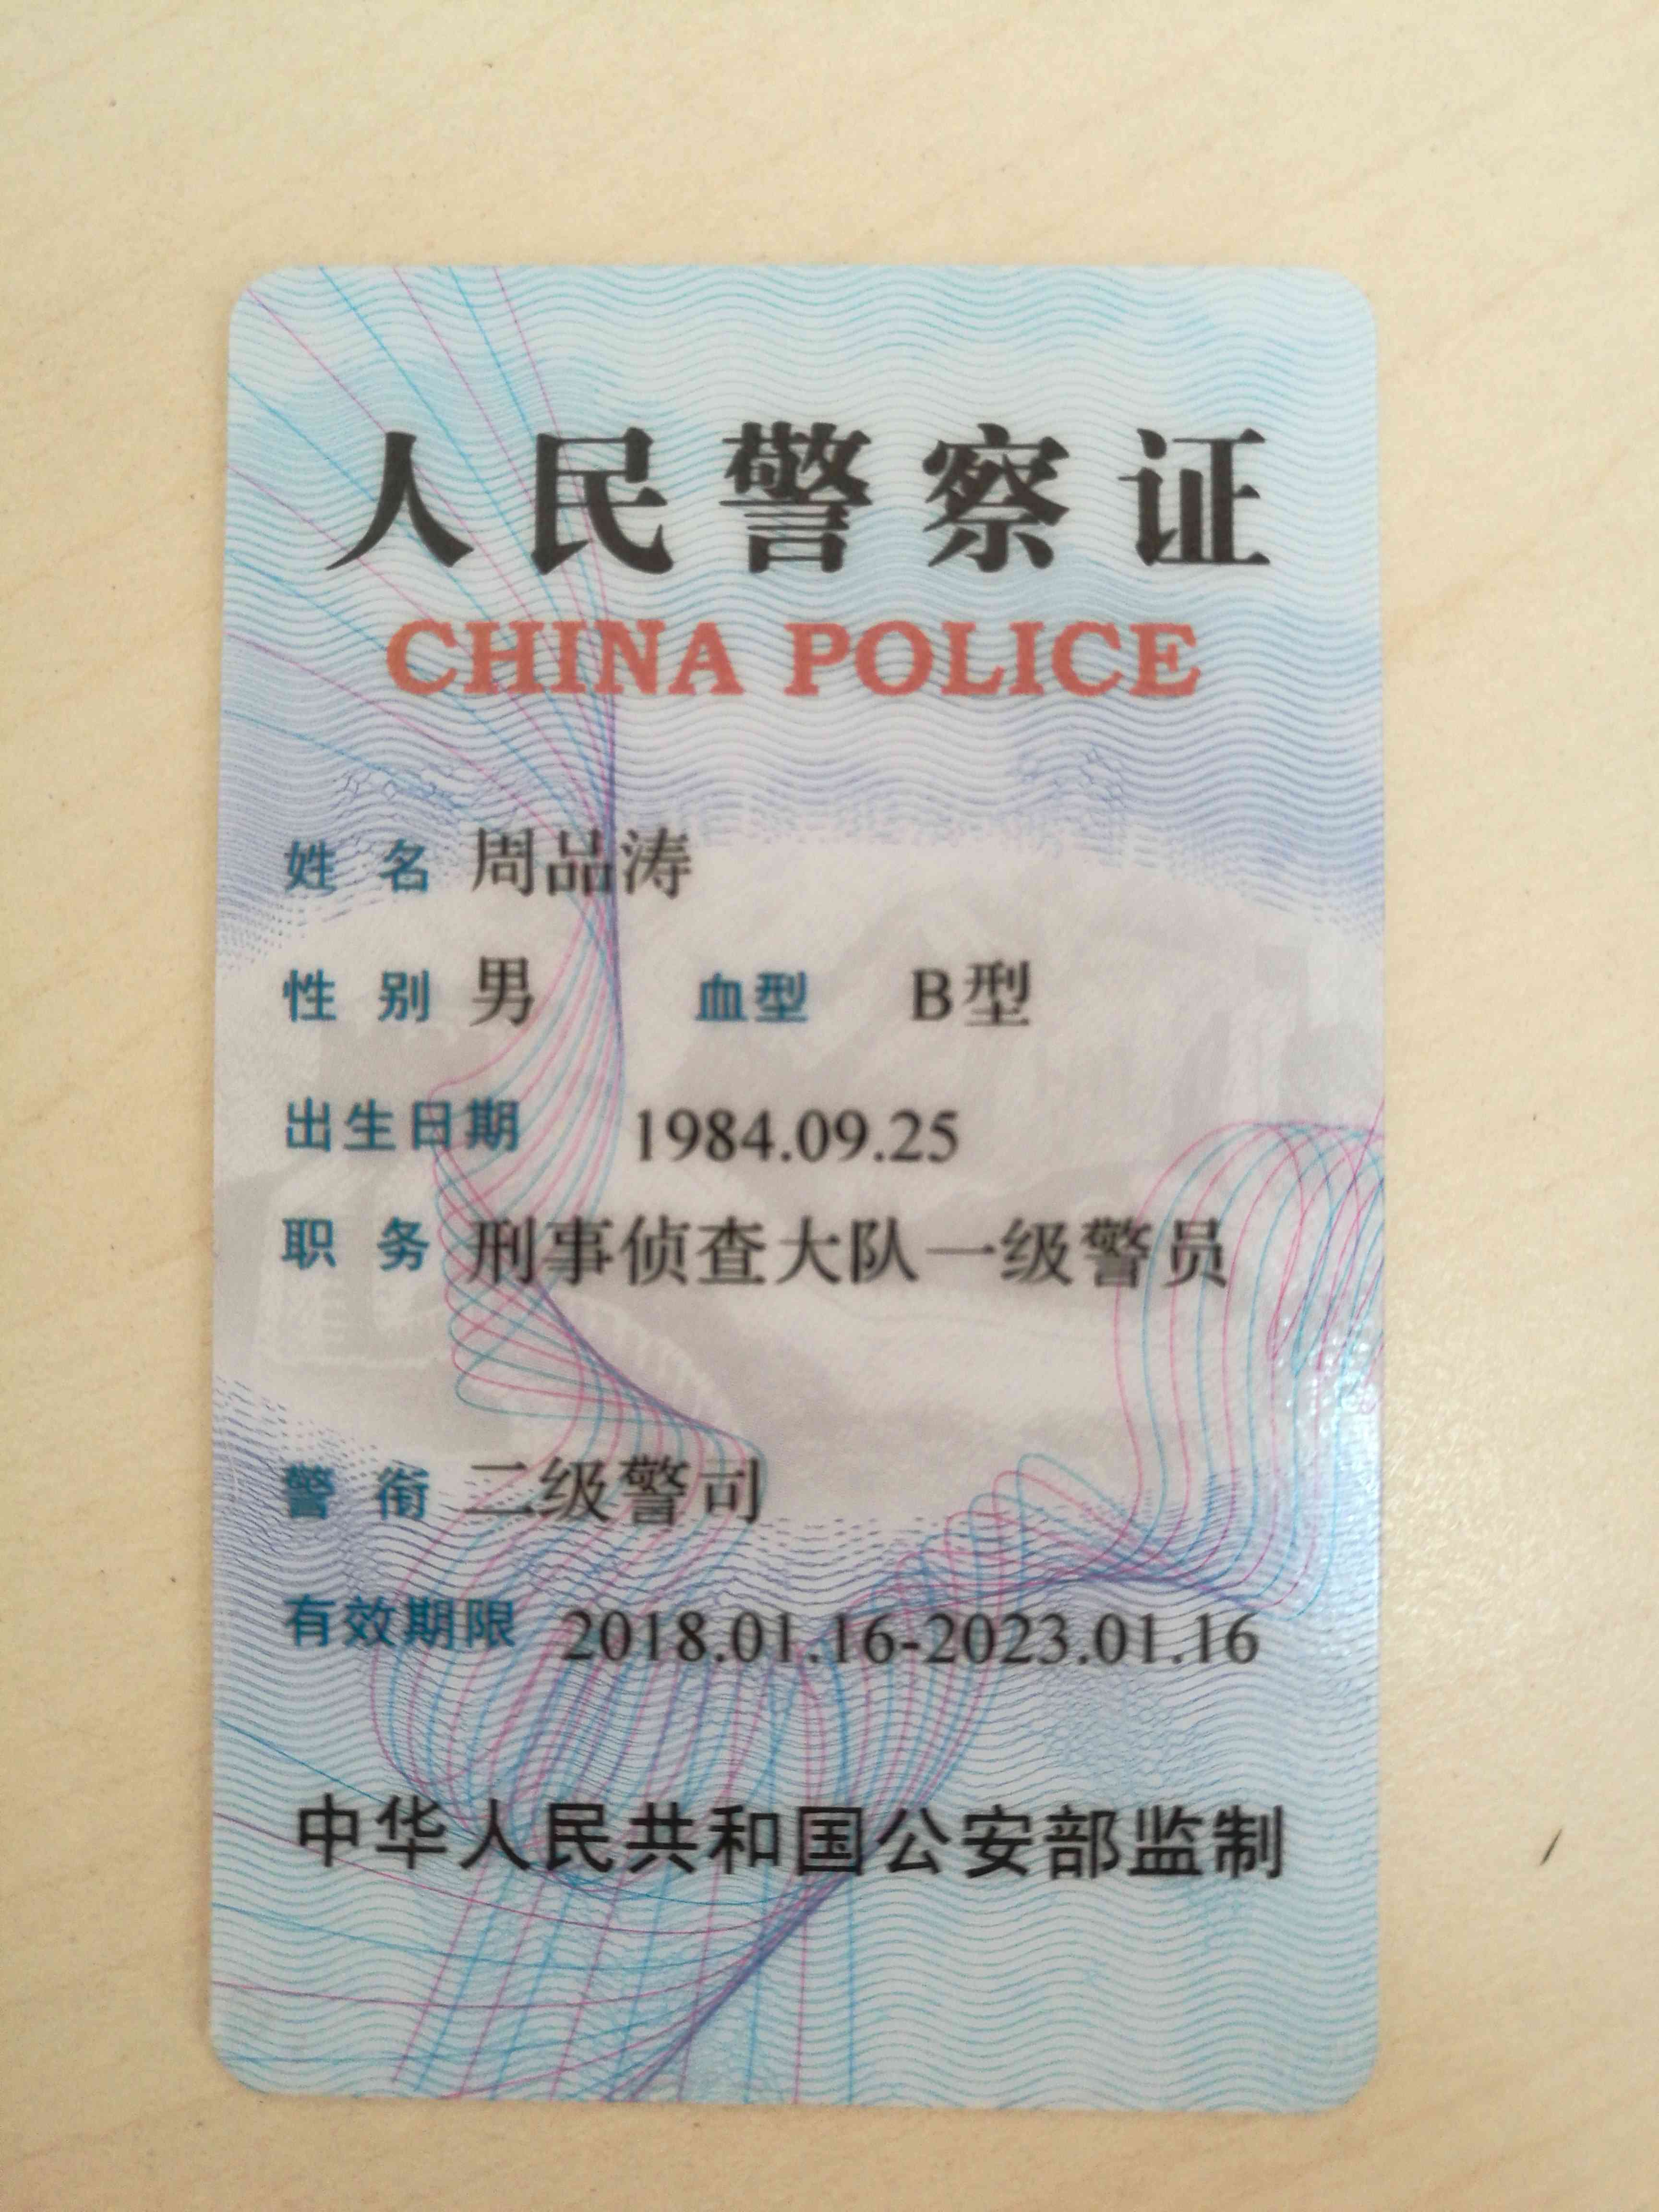 人民警察证
CHINA POLICE
姓名 周品涛
性别 男 血型 B型
出生日期 1984.09.25
职务 刑事侦查大队一级警员
警衔 二级警司
有效期限 2018.01.16-2023.01.16
中华人民共和国公安部监制